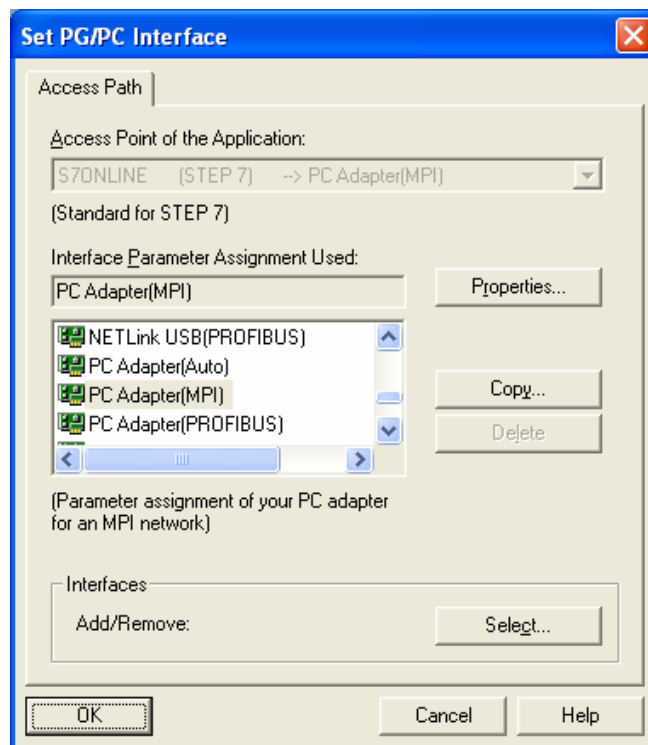 Set PG/PC Interface
Access Path
Access Point of the Application:
S7ONLINE (STEP 7) --> PC Adapter(MPI)
(Standard for STEP 7)
Interface Parameter Assignment Used:
PC Adapter(MPI)
Properties...
NETLink USB(PROFIBUS)
PC Adapter(Auto)
PC Adapter(MPI)
PC Adapter(PROFIBUS)
Copy...
Delete
(Parameter assignment of your PC adapter
for an MPI network)
Interfaces
Add/Remove:
Select...
OK
Cancel
Help